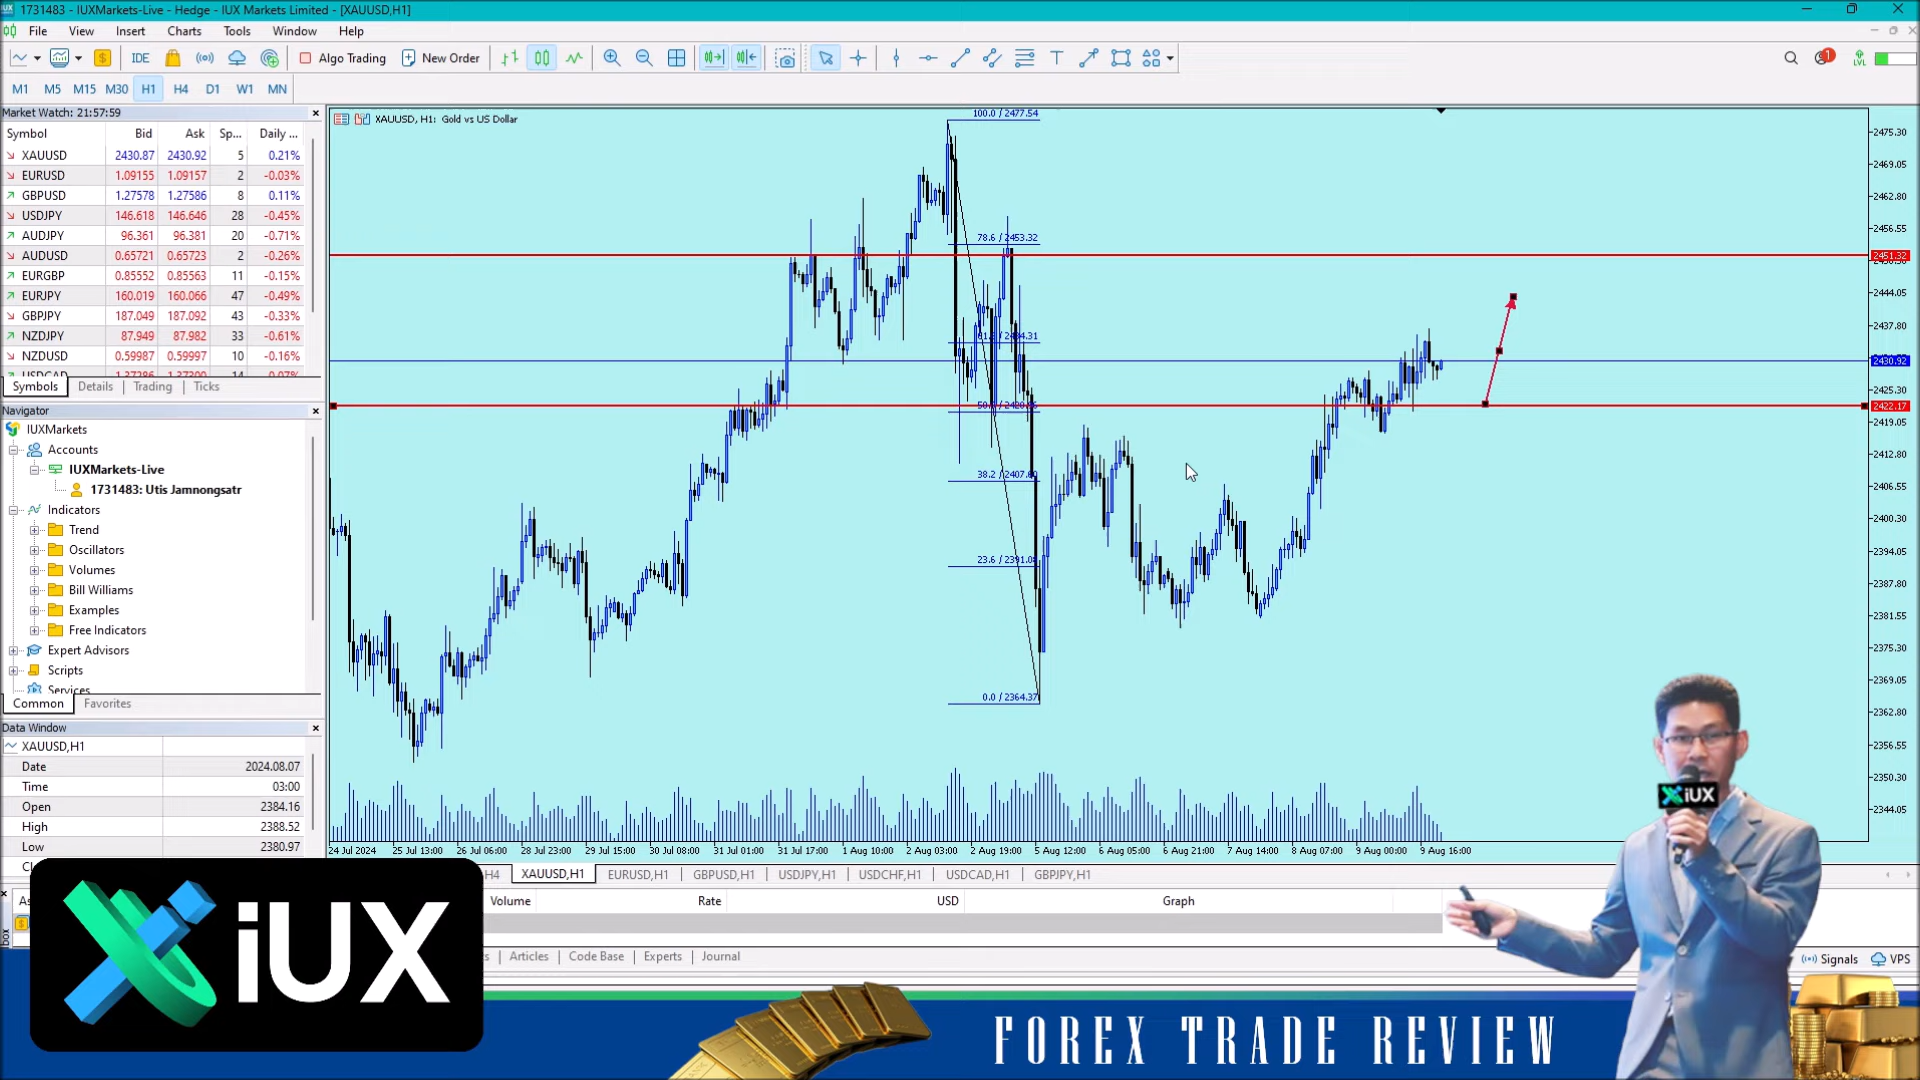 1731483 - IUXMarkets-Live - Hedge - IUX Markets Limited - [XAUUSD,H1]
File View Insert Charts Tools Window Help
IDE Algo Trading New Order 1 LVL
M1 M5 M15 M30 H1 H4 D1 W1 MN
Market Watch: 21:57:59
Symbol Bid Ask Sp... Daily ...
XAUUSD 2430.87 2430.92 5 0.21%
EURUSD 1.09155 1.09157 2 -0.03%
GBPUSD 1.27578 1.27586 8 0.11%
USDJPY 146.618 146.646 28 -0.45%
AUDJPY 96.361 96.381 20 -0.71%
AUDUSD 0.65721 0.65723 2 -0.26%
EURGBP 0.85552 0.85563 11 -0.15%
EURJPY 160.019 160.066 47 -0.49%
GBPJPY 187.049 187.092 43 -0.33%
NZDJPY 87.949 87.982 33 -0.61%
NZDUSD 0.59987 0.59997 10 -0.16%
Symbols Details Trading Ticks
Navigator
IUXMarkets
Accounts
IUXMarkets-Live
1731483: Utis Jamnongsatr
Indicators
Trend
Oscillators
Volumes
Bill Williams
Examples
Free Indicators
Expert Advisors
Scripts
Services
Common Favorites
Data Window
XAUUSD,H1
Date 2024.08.07
Time 03:00
Open 2384.16
High 2388.52
Low 2380.97
XAUUSD, H1: Gold vs US Dollar
100.0 / 2477.54
78.6 / 2453.32
38.2 / 2407.60
23.6 / 2391.08
0.0 / 2364.37
2475.30
2469.05
2462.80
2456.55
2451.32
2444.05
2437.80
2430.92
2425.30
2422.17
2419.05
2412.80
2406.55
2400.30
2394.05
2387.80
2381.55
2375.30
2369.05
2362.80
2356.55
2350.30
2344.05
24 Jul 2024 25 Jul 13:00 26 Jul 06:00 28 Jul 23:00 29 Jul 15:00 30 Jul 08:00 31 Jul 01:00 31 Jul 17:00 1 Aug 10:00 2 Aug 03:00 2 Aug 19:00 5 Aug 12:00 6 Aug 05:00 6 Aug 21:00 7 Aug 14:00 8 Aug 07:00 9 Aug 00:00 9 Aug 16:00
H4 XAUUSD,H1 EURUSD,H1 GBPUSD,H1 USDJPY,H1 USDCHF,H1 USDCAD,H1 GBPJPY,H1
Volume Rate USD Graph
Articles Code Base Experts Journal
Signals VPS
iUX
iUX
FOREX TRADE REVIEW